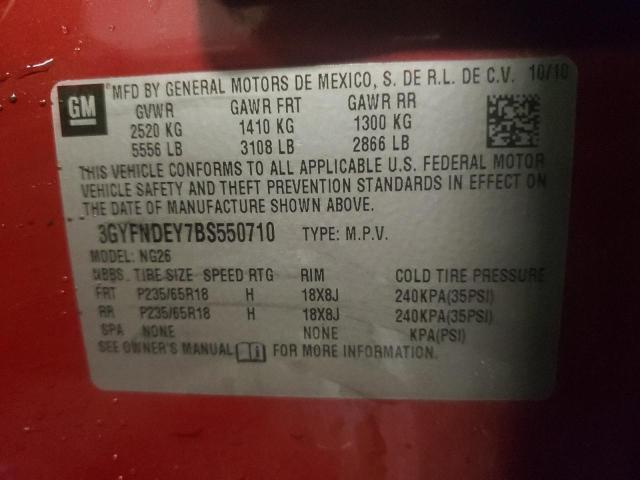 GM
MFD BY GENERAL MOTORS DE MEXICO, S. DE R.L. DE C.V. 10/10
GVWR GAWR FRT GAWR RR
2520 KG 1410 KG 1300 KG
5556 LB 3108 LB 2866 LB
THIS VEHICLE CONFORMS TO ALL APPLICABLE U.S. FEDERAL MOTOR
VEHICLE SAFETY AND THEFT PREVENTION STANDARDS IN EFFECT ON
THE DATE OF MANUFACTURE SHOWN ABOVE.
3GYFNDEY7BS550710 TYPE: M.P.V.
MODEL: NG26
NBBS. TIRE SIZE SPEED RTG RIM COLD TIRE PRESSURE
FRT P235/65R18 H 18X8J 240KPA(35PSI)
RR P235/65R18 H 18X8J 240KPA(35PSI)
SPA NONE NONE KPA(PSI)
SEE OWNER'S MANUAL FOR MORE INFORMATION.